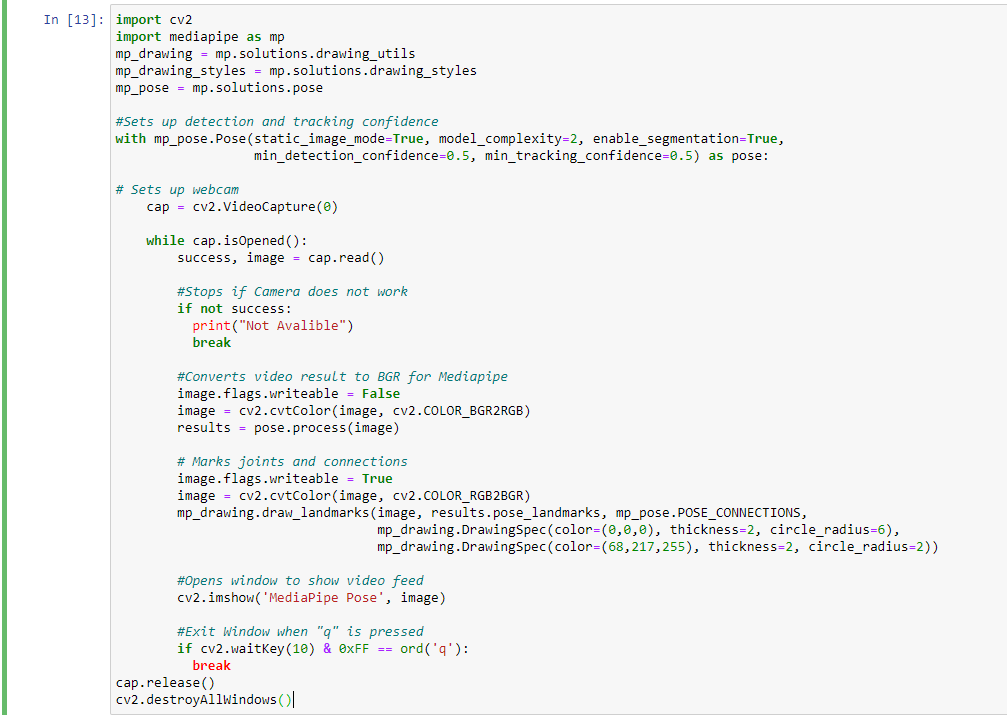 In [13]: import cv2
import mediapipe as mp
mp_drawing = mp.solutions.drawing_utils
mp_drawing_styles = mp.solutions.drawing_styles
mp_pose = mp.solutions.pose

#Sets up detection and tracking confidence
with mp_pose.Pose(static_image_mode=True, model_complexity=2, enable_segmentation=True,
                  min_detection_confidence=0.5, min_tracking_confidence=0.5) as pose:

# Sets up webcam
    cap = cv2.VideoCapture(0)

    while cap.isOpened():
        success, image = cap.read()

        #Stops if Camera does not work
        if not success:
          print("Not Avalible")
          break

        #Converts video result to BGR for Mediapipe
        image.flags.writeable = False
        image = cv2.cvtColor(image, cv2.COLOR_BGR2RGB)
        results = pose.process(image)

        # Marks joints and connections
        image.flags.writeable = True
        image = cv2.cvtColor(image, cv2.COLOR_RGB2BGR)
        mp_drawing.draw_landmarks(image, results.pose_landmarks, mp_pose.POSE_CONNECTIONS,
                                  mp_drawing.DrawingSpec(color=(0,0,0), thickness=2, circle_radius=6),
                                  mp_drawing.DrawingSpec(color=(68,217,255), thickness=2, circle_radius=2))

        #Opens window to show video feed
        cv2.imshow('MediaPipe Pose', image)

        #Exit Window when "q" is pressed
        if cv2.waitKey(10) & 0xFF == ord('q'):
          break
cap.release()
cv2.destroyAllWindows()